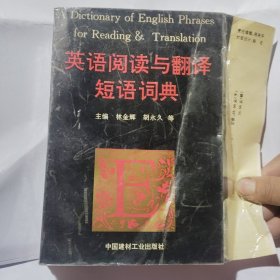 A Dictionary of English Phrases
for Reading & Translation
英语阅读与翻译
短语词典
主编 林金辉 胡永久 等
E
中国建材工业出版社